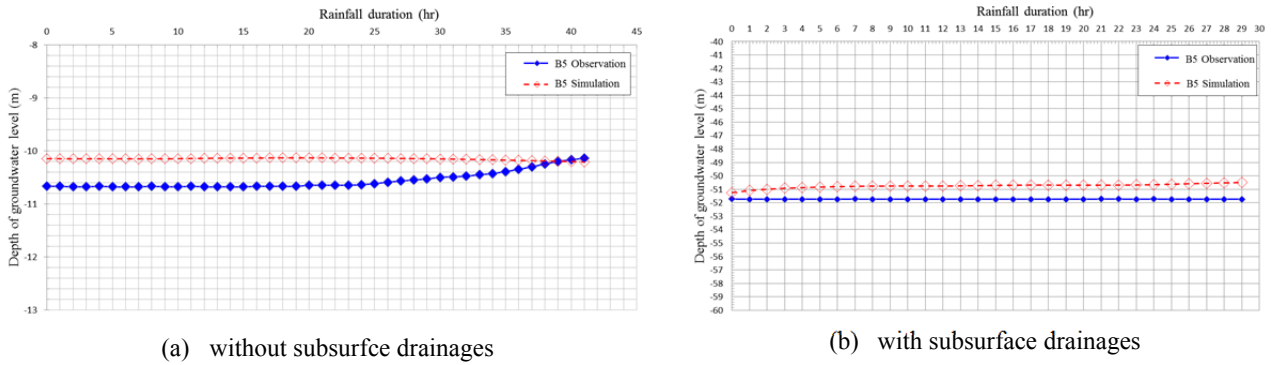 Rainfall duration (hr)
0 5 10 15 20 25 30 35 40 45
-8
-9
-10
-11
-12
-13
Depth of groundwater level (m)
B5 Observation
B5 Simulation
(a) without subsurfce drainages
Rainfall duration (hr)
0 1 2 3 4 5 6 7 8 9 10 11 12 13 14 15 16 17 18 19 20 21 22 23 24 25 26 27 28 29 30
-40
-41
-42
-43
-44
-45
-46
-47
-48
-49
-50
-51
-52
-53
-54
-55
-56
-57
-58
-59
-60
Depth of groundwater level (m)
B5 Observation
B5 Simulation
(b) with subsurface drainages